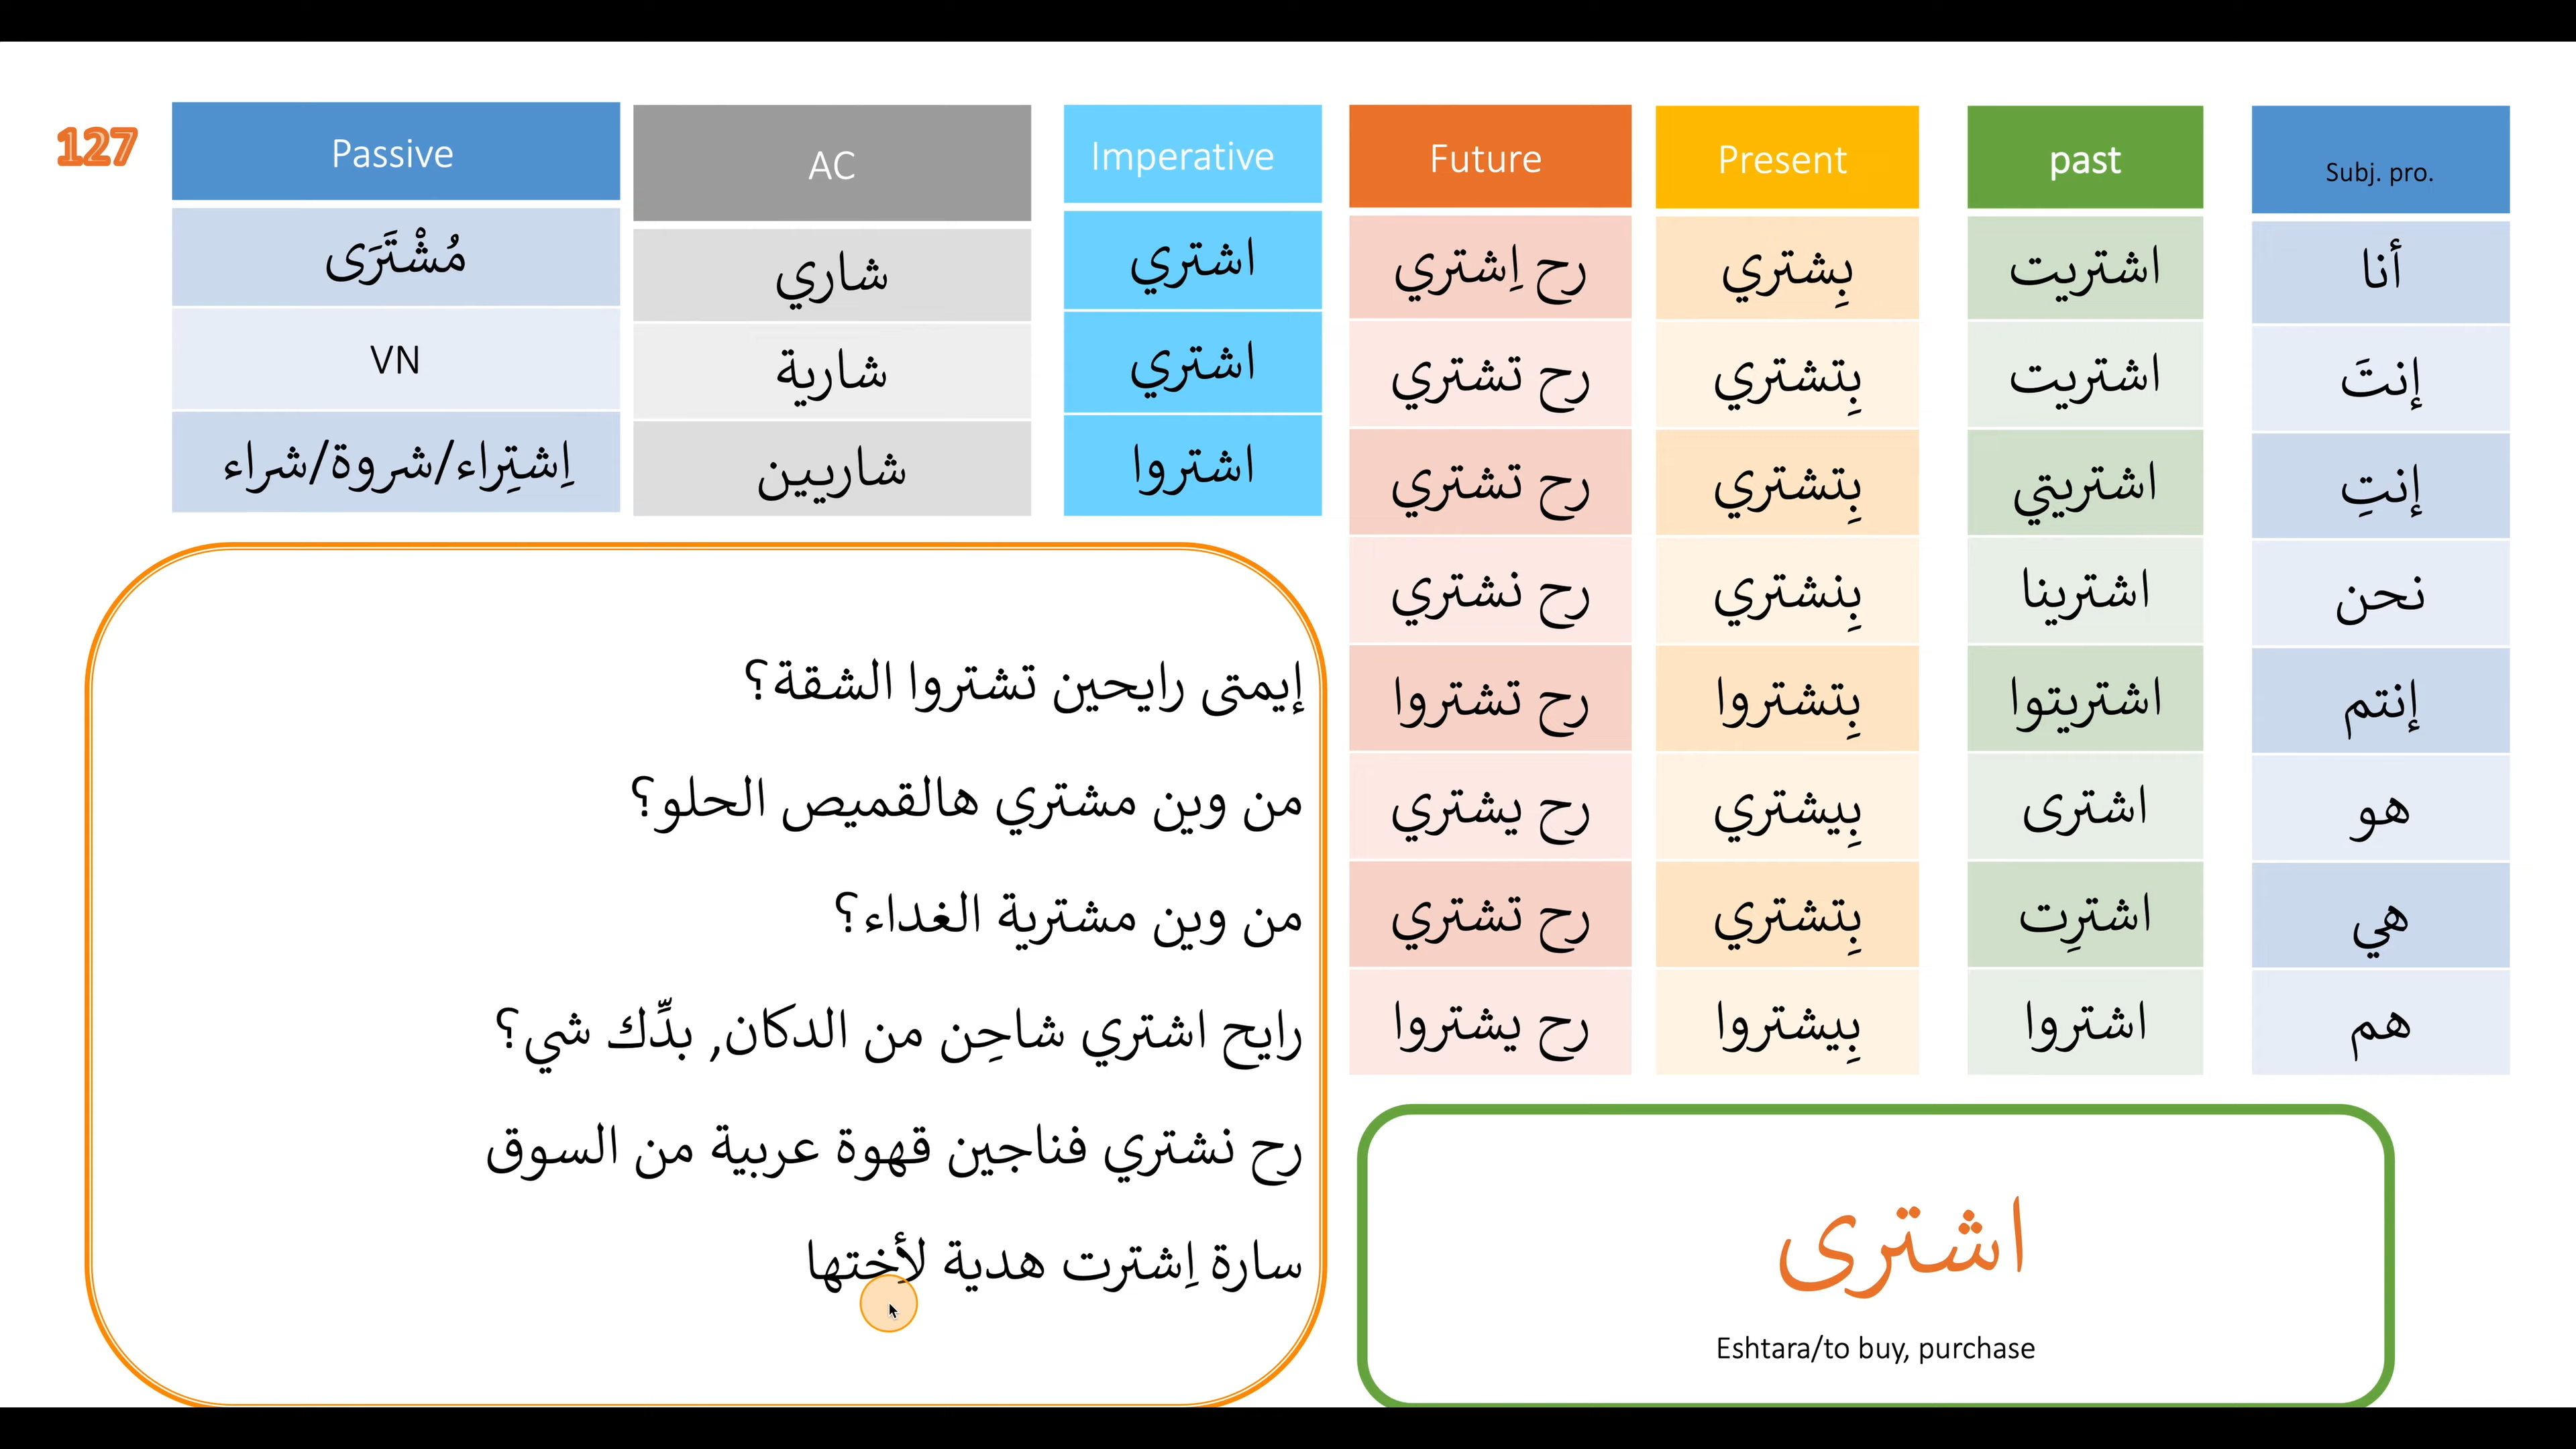 127
Passive AC Imperative Future Present past Subj. pro.
مُشْتَرَى شاري اشتري رح اِشتري بِشتري اشتريت أنا
VN شارية اشتري رح تشتري بِتشتري اشتريت إنتَ
اِشتِراء/شروة/شراء شاريين اشتروا رح تشتري بِتشتري اشتريتي إنتِ
رح نشتري بِنشتري اشترينا نحن
رح تشتروا بِتشتروا اشتريتوا إنتم
رح يشتري بِيشتري اشترى هو
رح تشتري بِتشتري اشترِت هي
رح يشتروا بِيشتروا اشتروا هم
إيمتى رايحين تشتروا الشقة؟
من وين مشتري هالقميص الحلو؟
من وين مشترية الغداء؟
رايح اشتري شاحِن من الدكان, بدِّك شي؟
رح نشتري فناجين قهوة عربية من السوق
سارة اِشترت هدية لأِختها
اشترى
Eshtara/to buy, purchase